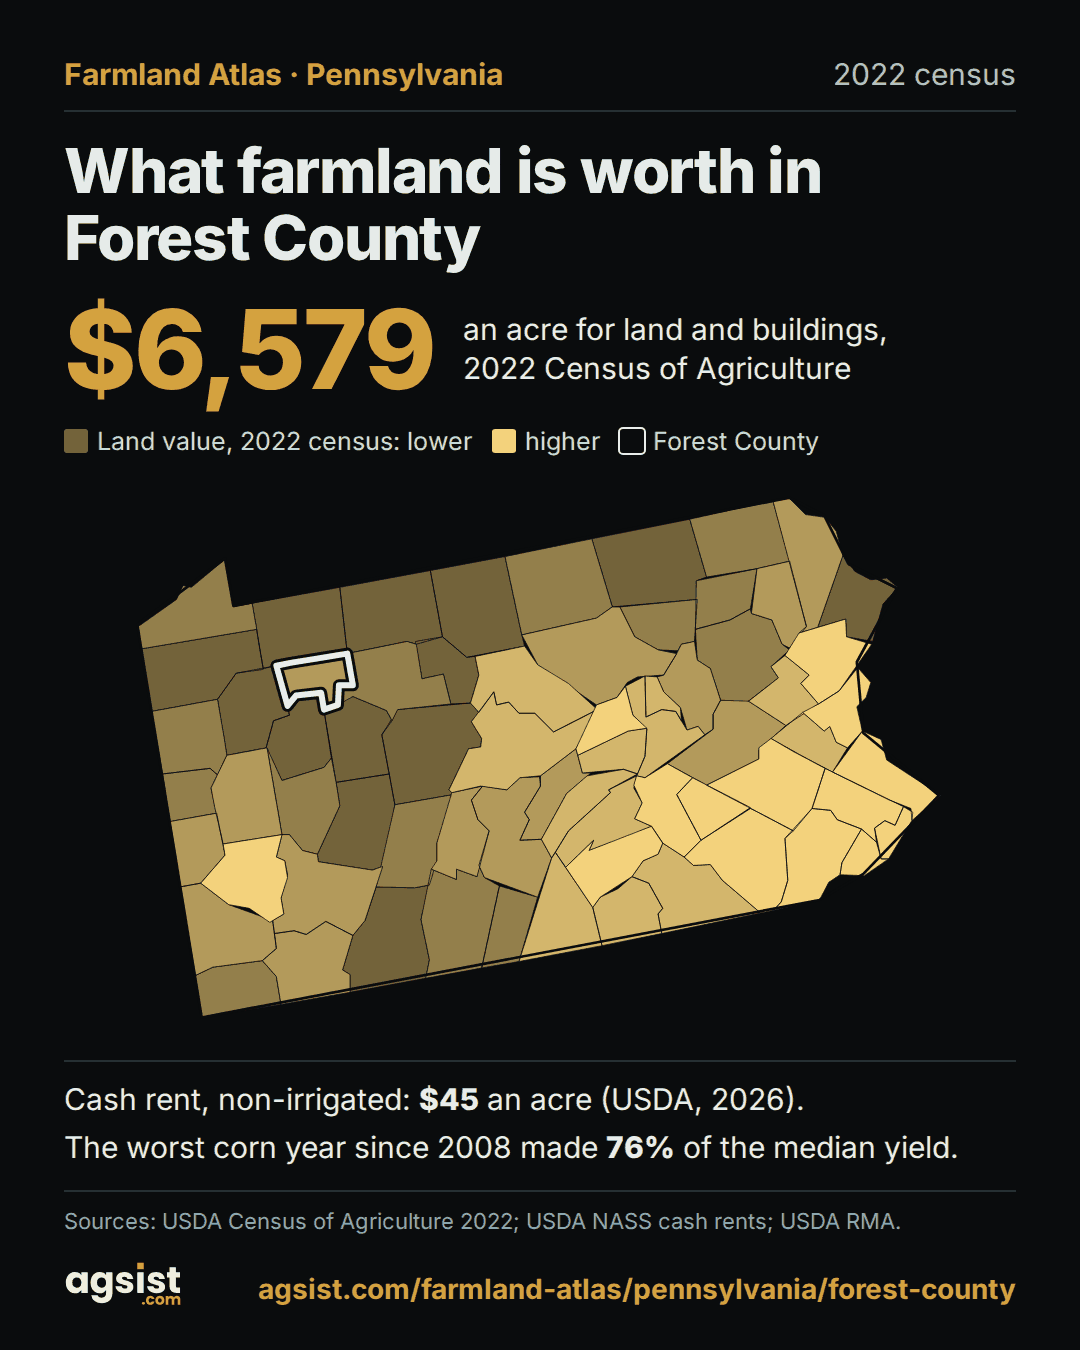 Farmland Atlas · Pennsylvania
2022 census
What farmland is worth in
Forest County
$6,579
an acre for land and buildings,
2022 Census of Agriculture
Land value, 2022 census: lower
higher
Forest County
Cash rent, non-irrigated: $45 an acre (USDA, 2026).
The worst corn year since 2008 made 76% of the median yield.
Sources: USDA Census of Agriculture 2022; USDA NASS cash rents; USDA RMA.
agsist
.com
agsist.com/farmland-atlas/pennsylvania/forest-county